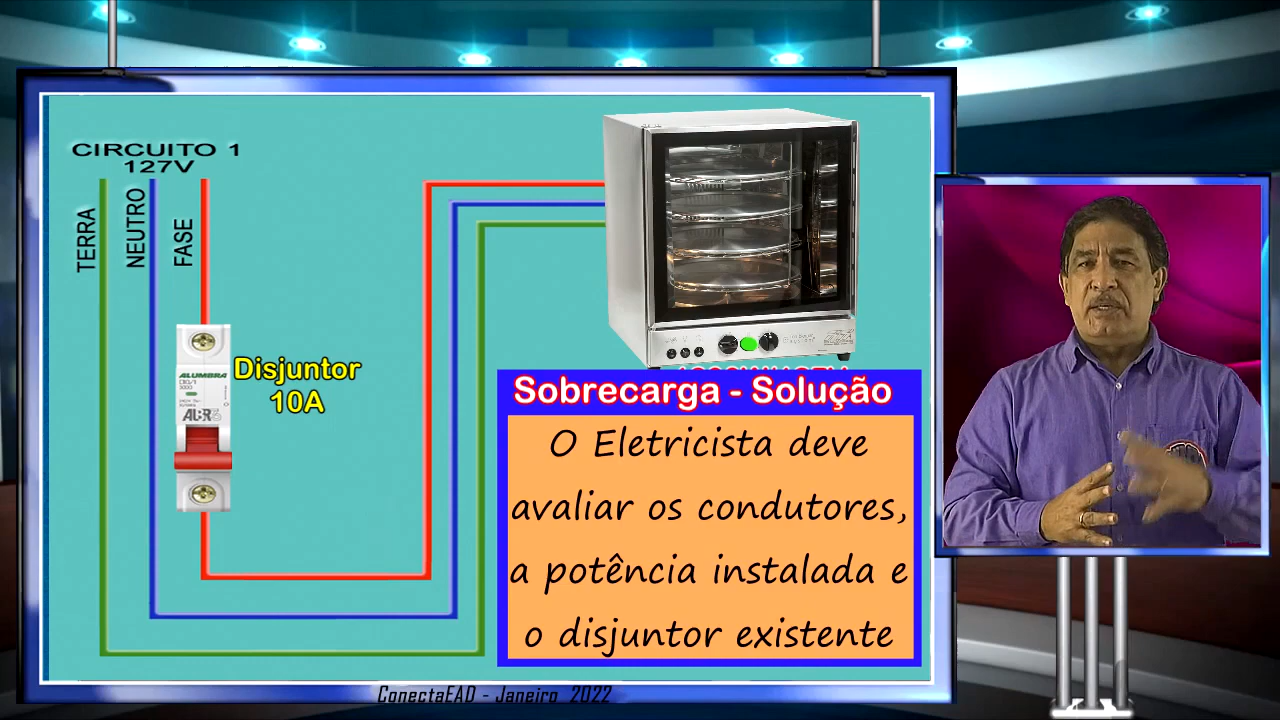 CIRCUITO 1
127V
TERRA
NEUTRO
FASE
ALUMBRA
Disjuntor
10A
Sobrecarga - Solução
O Eletricista deve
avaliar os condutores,
a potência instalada e
o disjuntor existente
ConectaEAD - Janeiro 2022